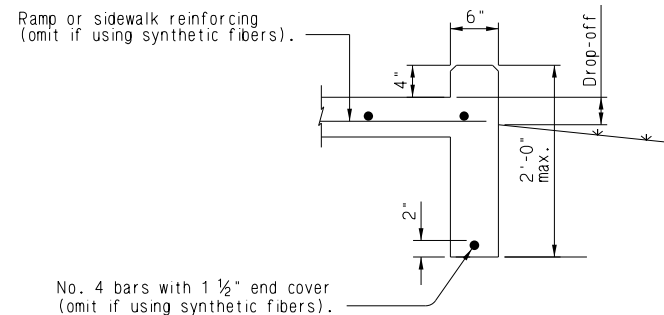 Ramp or sidewalk reinforcing
(omit if using synthetic fibers).
6"
4"
Drop-off
2'-0"
max.
2"
No. 4 bars with 1 ½" end cover
(omit if using synthetic fibers).